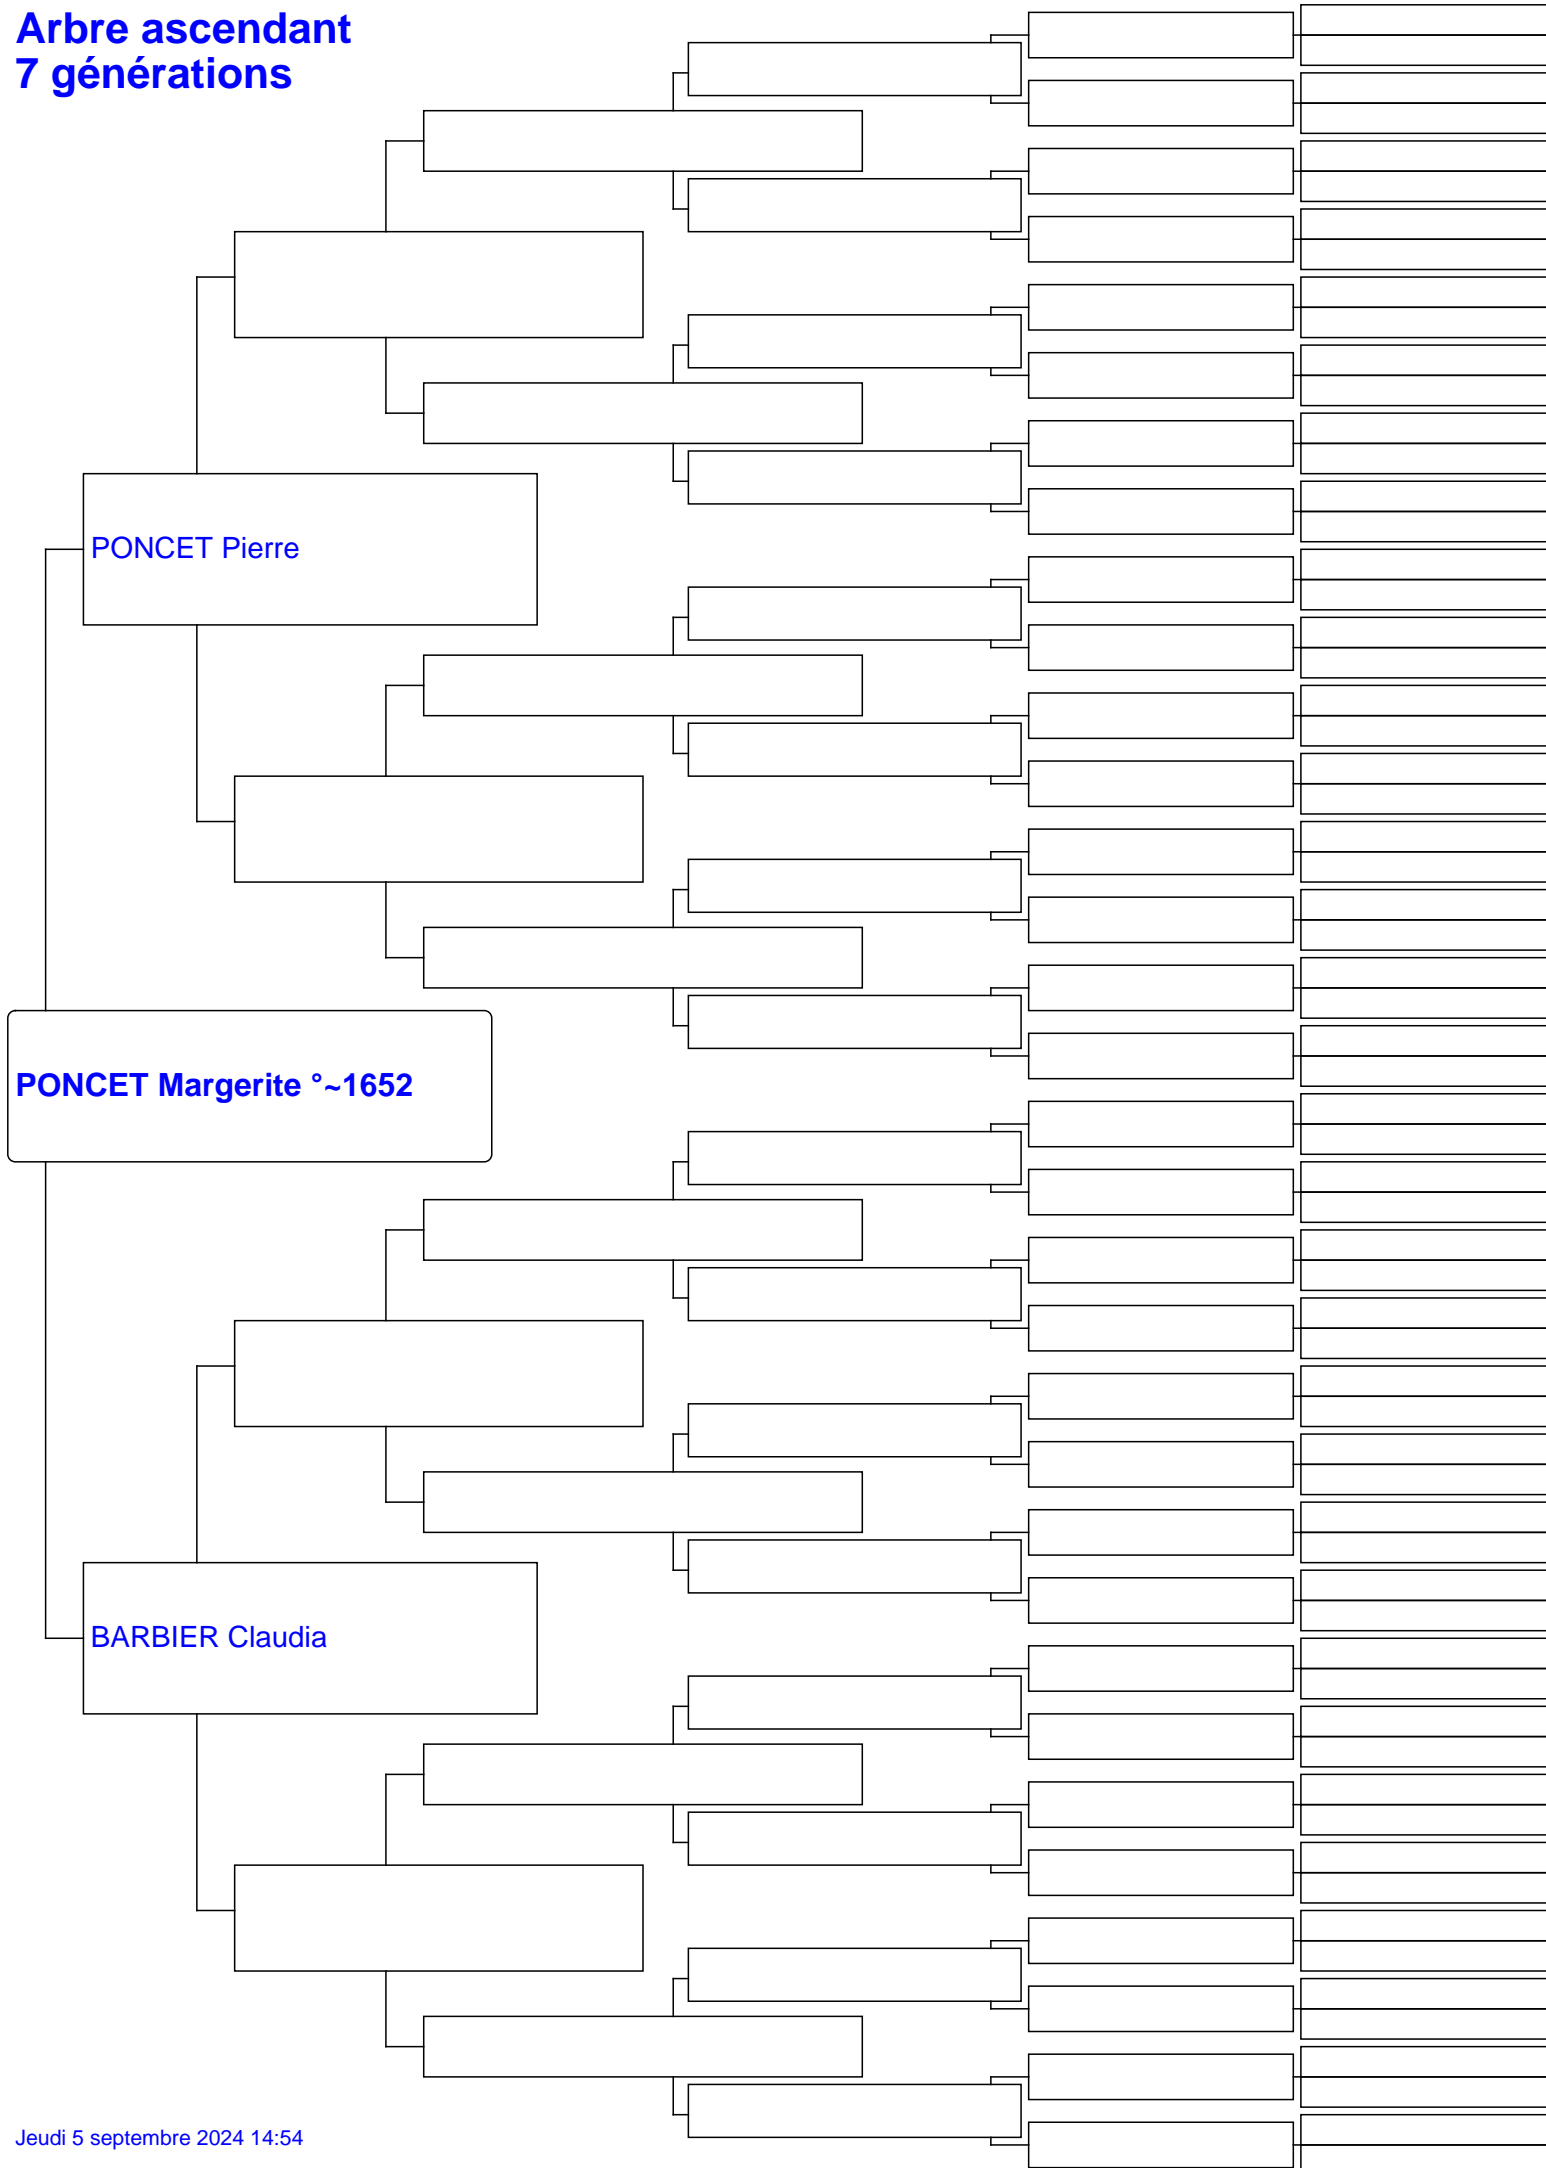 Arbre ascendant
7 générations
PONCET Pierre
PONCET Margerite °~1652
BARBIER Claudia
Jeudi 5 septembre 2024 14:54